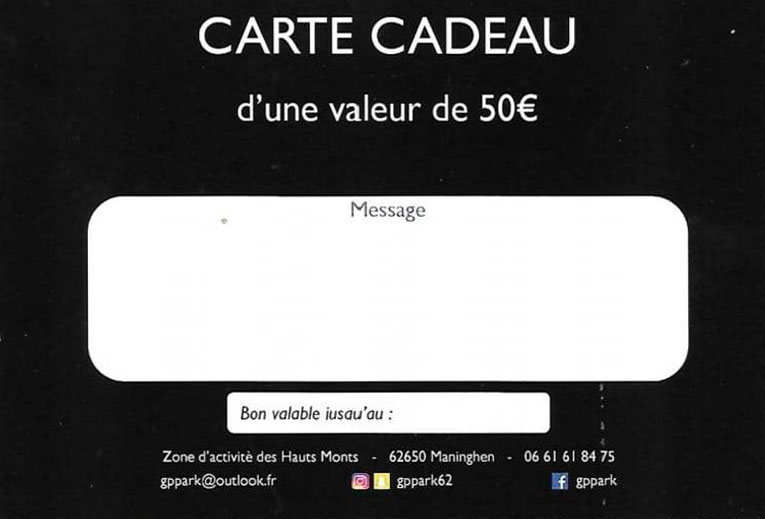 CARTE CADEAU
d'une valeur de 50€
Message
Bon valable jusqu'au :
Zone d'activitè des Hauts Monts - 62650 Maninghen - 06 61 61 84 75
gppark@outlook.fr gppark62 gppark